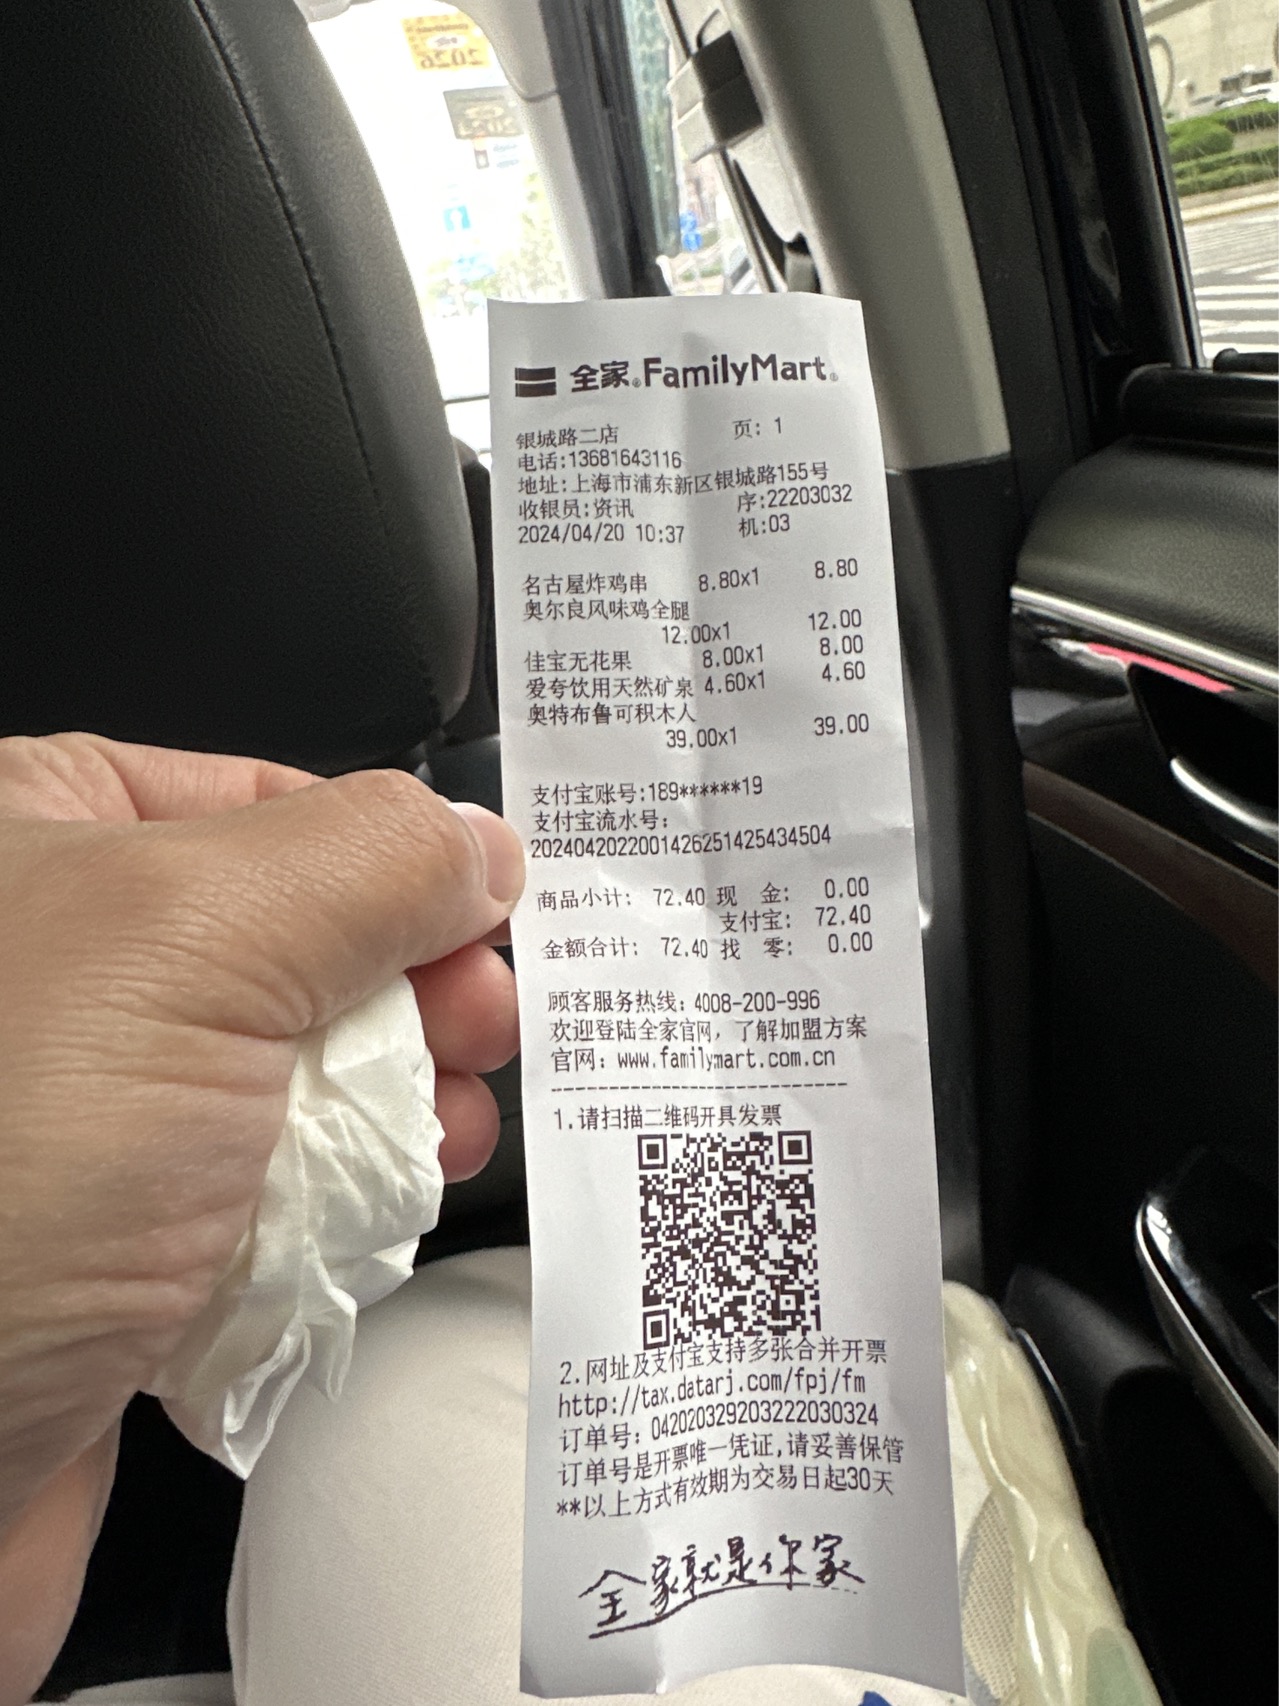 全家®FamilyMart®
银城路二店 页: 1
电话:13681643116
地址:上海市浦东新区银城路155号
收银员:资讯 序:22203032
2024/04/20 10:37 机:03
名古屋炸鸡串 8.80x1 8.80
奥尔良风味鸡全腿
12.00x1 12.00
佳宝无花果 8.00x1 8.00
爱夸饮用天然矿泉 4.60x1 4.60
奥特布鲁可积木人
39.00x1 39.00
支付宝账号:189******19
支付宝流水号:
2024042022001426251425434504
商品小计: 72.40 现 金: 0.00
支付宝: 72.40
金额合计: 72.40 找 零: 0.00
顾客服务热线: 4008-200-996
欢迎登陆全家官网, 了解加盟方案
官网: www.familymart.com.cn
----------------------------
1.请扫描二维码开具发票
2.网址及支付宝支持多张合并开票
http://tax.datarj.com/fpj/fm
订单号: 042020329203222030324
订单号是开票唯一凭证,请妥善保管
**以上方式有效期为交易日起30天
全家就是你家
2026